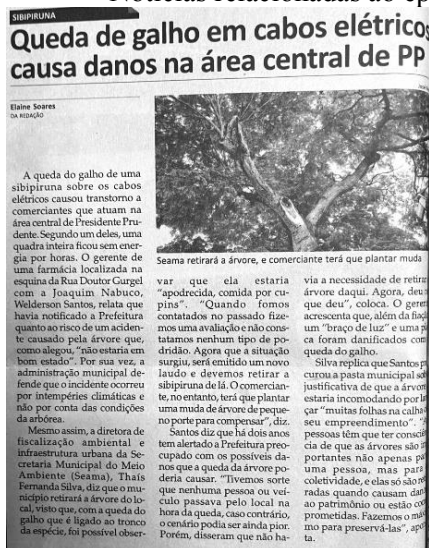 Notícias relacionadas ao ep
SIBIPIRUNA
Queda de galho em cabos elétricos
causa danos na área central de PP
Elaine Soares
DA REDAÇÃO
A queda do galho de uma
sibipiruna sobre os cabos
elétricos causou transtorno a
comerciantes que atuam na
área central de Presidente Pru-
dente. Segundo um deles, uma
quadra inteira ficou sem ener-
gia por horas. O gerente de
uma farmácia localizada na
esquina da Rua Doutor Gurgel
com a Joaquim Nabuco,
Welderson Santos, relata que
havia notificado a Prefeitura
quanto ao risco de um aciden-
te causado pela árvore que,
como alegou, “não estaria em
bom estado”. Por sua vez, a
administração municipal de-
fende que o incidente ocorreu
por intempéries climáticas e
não por conta das condições
da arbórea.
Mesmo assim, a diretora de
fiscalização ambiental e
infraestrutura urbana da Se-
cretaria Municipal do Meio
Ambiente (Seama), Thaís
Fernanda Silva, diz que o mu-
nicípio retirará a árvore do lo-
cal, visto que, com a queda do
galho que é ligado ao tronco
da espécie, foi possível obser-
Seama retirará a árvore, e comerciante terá que plantar muda
var que ela estaria
“apodrecida, comida por cu-
pins”. “Quando fomos
contatados no passado fize-
mos uma avaliação e não cons-
tatamos nenhum tipo de po-
dridão. Agora que a situação
surgiu, será emitido um novo
laudo e devemos retirar a
sibipiruna de lá. O comercian-
te, no entanto, terá que plantar
uma muda de árvore de peque-
no porte para compensar”, diz.
Santos diz que há dois anos
tem alertado a Prefeitura preo-
cupado com os possíveis da-
nos que a queda da árvore po-
deria causar. “Tivemos sorte
que nenhuma pessoa ou veí-
culo passava pelo local na
hora da queda, caso contrário,
o cenário podia ser ainda pior.
Porém, disseram que não ha-
via a necessidade de retirar
árvore daqui. Agora, deu
que deu”, coloca. O geren
acrescenta que, além da fiaç
um “braço de luz” e uma p
ca foram danificados com
queda do galho.
Silva replica que Santos p
curou a pasta municipal so
justificativa de que a árvor
estaria incomodando por la
çar “muitas folhas na calha
seu empreendimento”.
pessoas têm que ter consciê
cia de que as árvores são i
portantes não apenas pa
uma pessoa, mas para
coletividade, e elas só são re
radas quando causam dan
ao patrimônio ou estão co
prometidas. Fazemos o má
mo para preservá-las”, apo
ta.